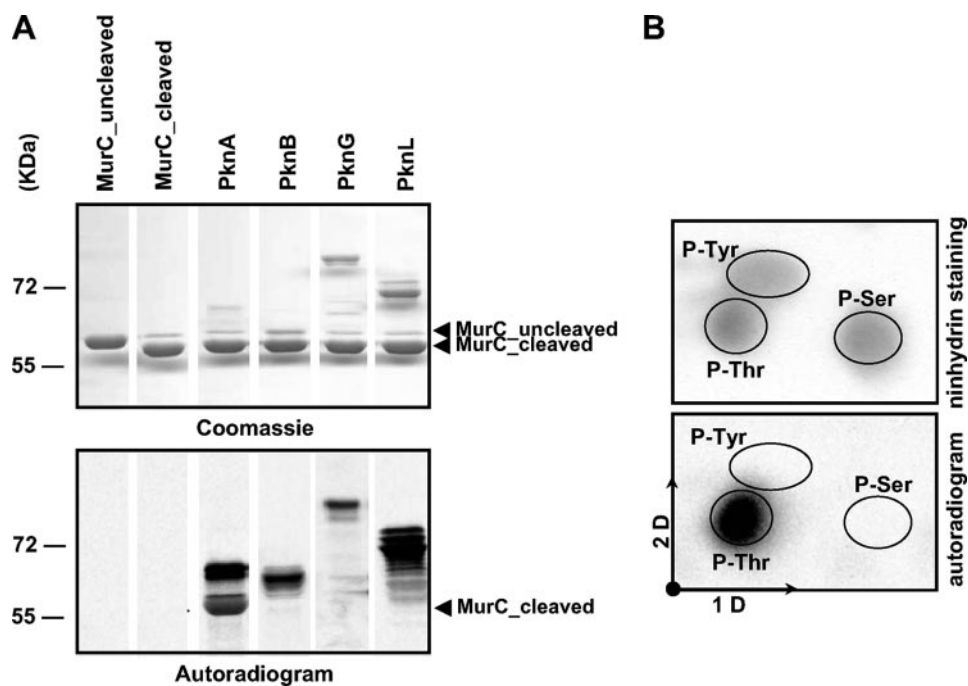 A
(KDa)
MurC_uncleaved
MurC_cleaved
PknA
PknB
PknG
PknL
72
55
MurC_uncleaved
MurC_cleaved
Coomassie
72
55
MurC_cleaved
Autoradiogram
B
P-Tyr
P-Ser
P-Thr
ninhydrin staining
P-Tyr
P-Ser
P-Thr
2 D
1 D
autoradiogram